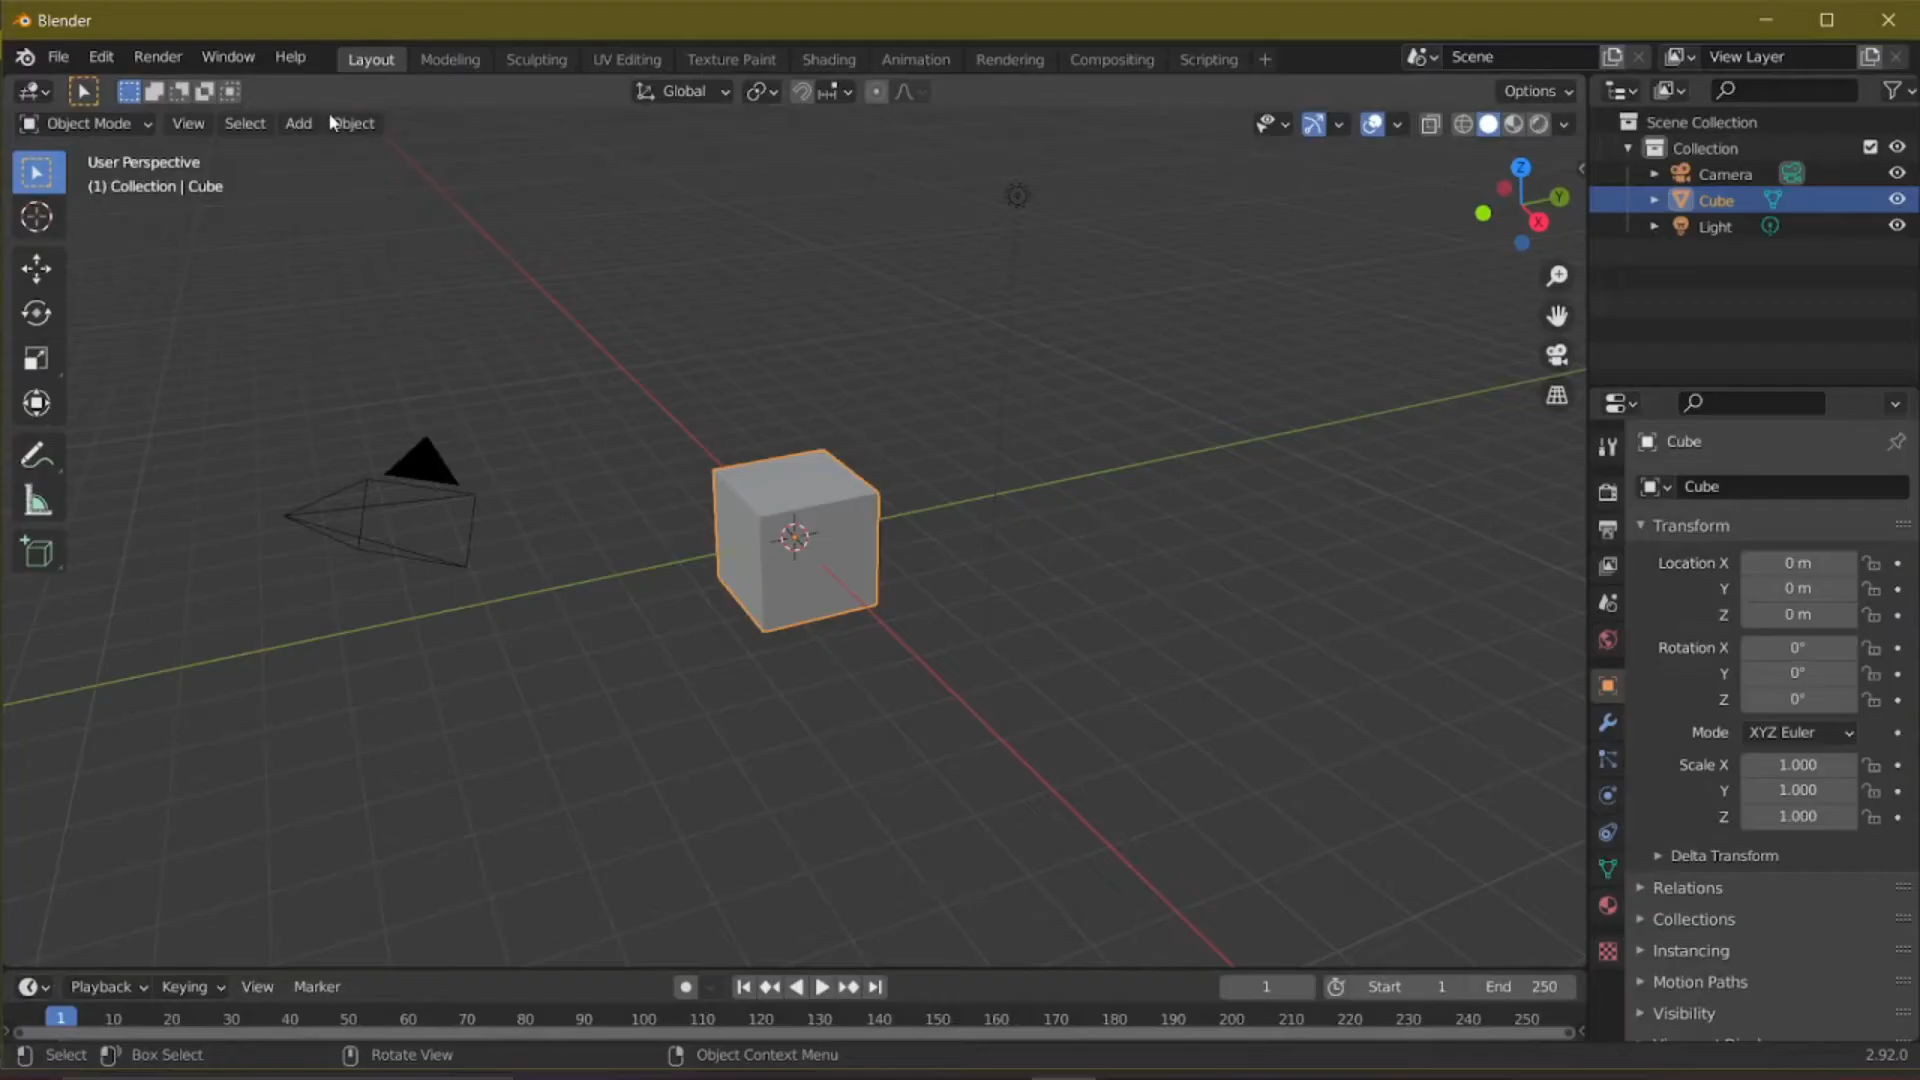 Blender
File Edit Render Window Help Layout Modeling Sculpting UV Editing Texture Paint Shading Animation Rendering Compositing Scripting + Scene View Layer
Global Options
Object Mode View Select Add Object
User Perspective
(1) Collection | Cube
Z
Y
X
Scene Collection
Collection
Camera
Cube
Light
Cube
Cube
Transform
Location X 0 m
Y 0 m
Z 0 m
Rotation X 0°
Y 0°
Z 0°
Mode XYZ Euler
Scale X 1.000
Y 1.000
Z 1.000
Delta Transform
Relations
Collections
Instancing
Motion Paths
Visibility
Playback Keying View Marker 1 Start 1 End 250
1 10 20 30 40 50 60 70 80 90 100 110 120 130 140 150 160 170 180 190 200 210 220 230 240 250
Select Box Select Rotate View Object Context Menu 2.92.0